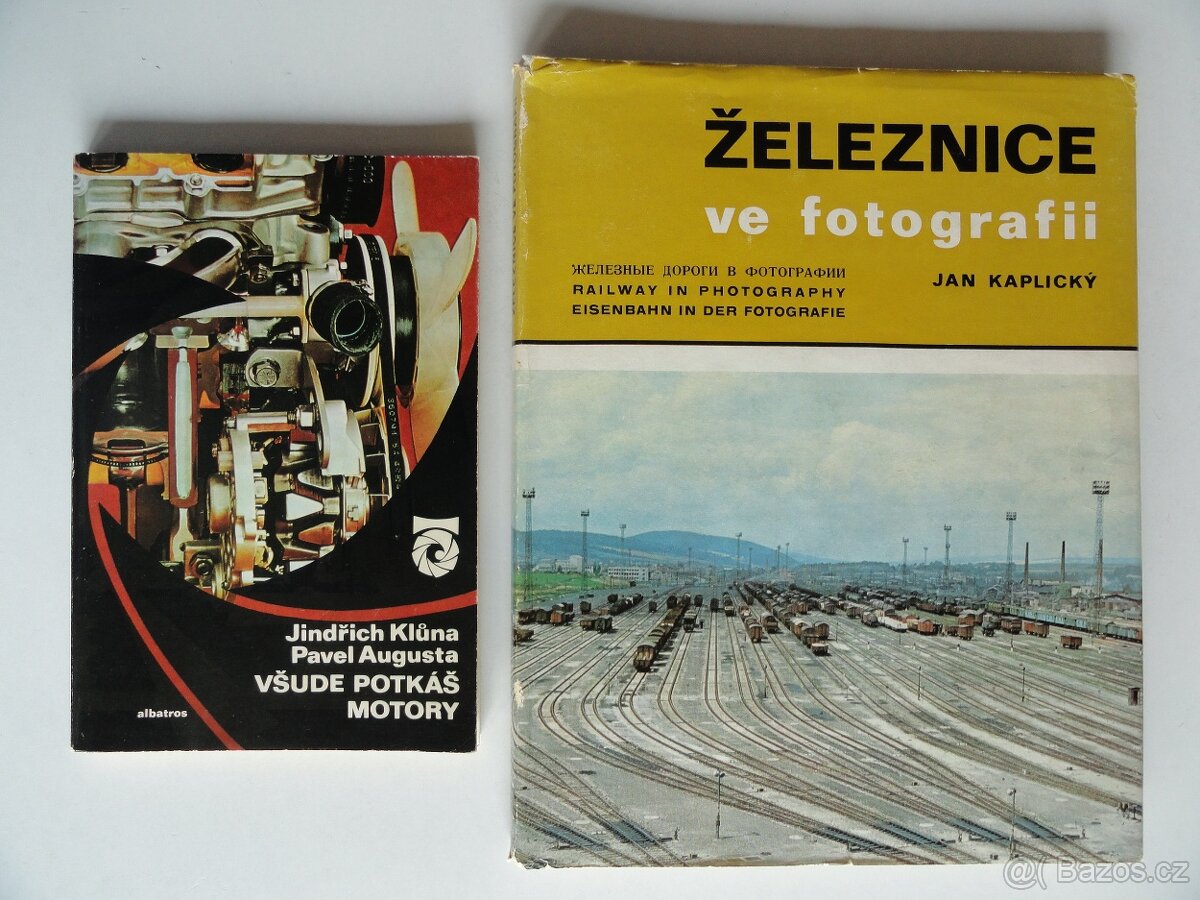 Jindřich Klůna
Pavel Augusta
VŠUDE POTKÁŠ
MOTORY
albatros
ŽELEZNICE
ve fotografii
ЖЕЛЕЗНЫЕ ДОРОГИ В ФОТОГРАФИИ
RAILWAY IN PHOTOGRAPHY
EISENBAHN IN DER FOTOGRAFIE
JAN KAPLICKÝ
@( Bazos.cz